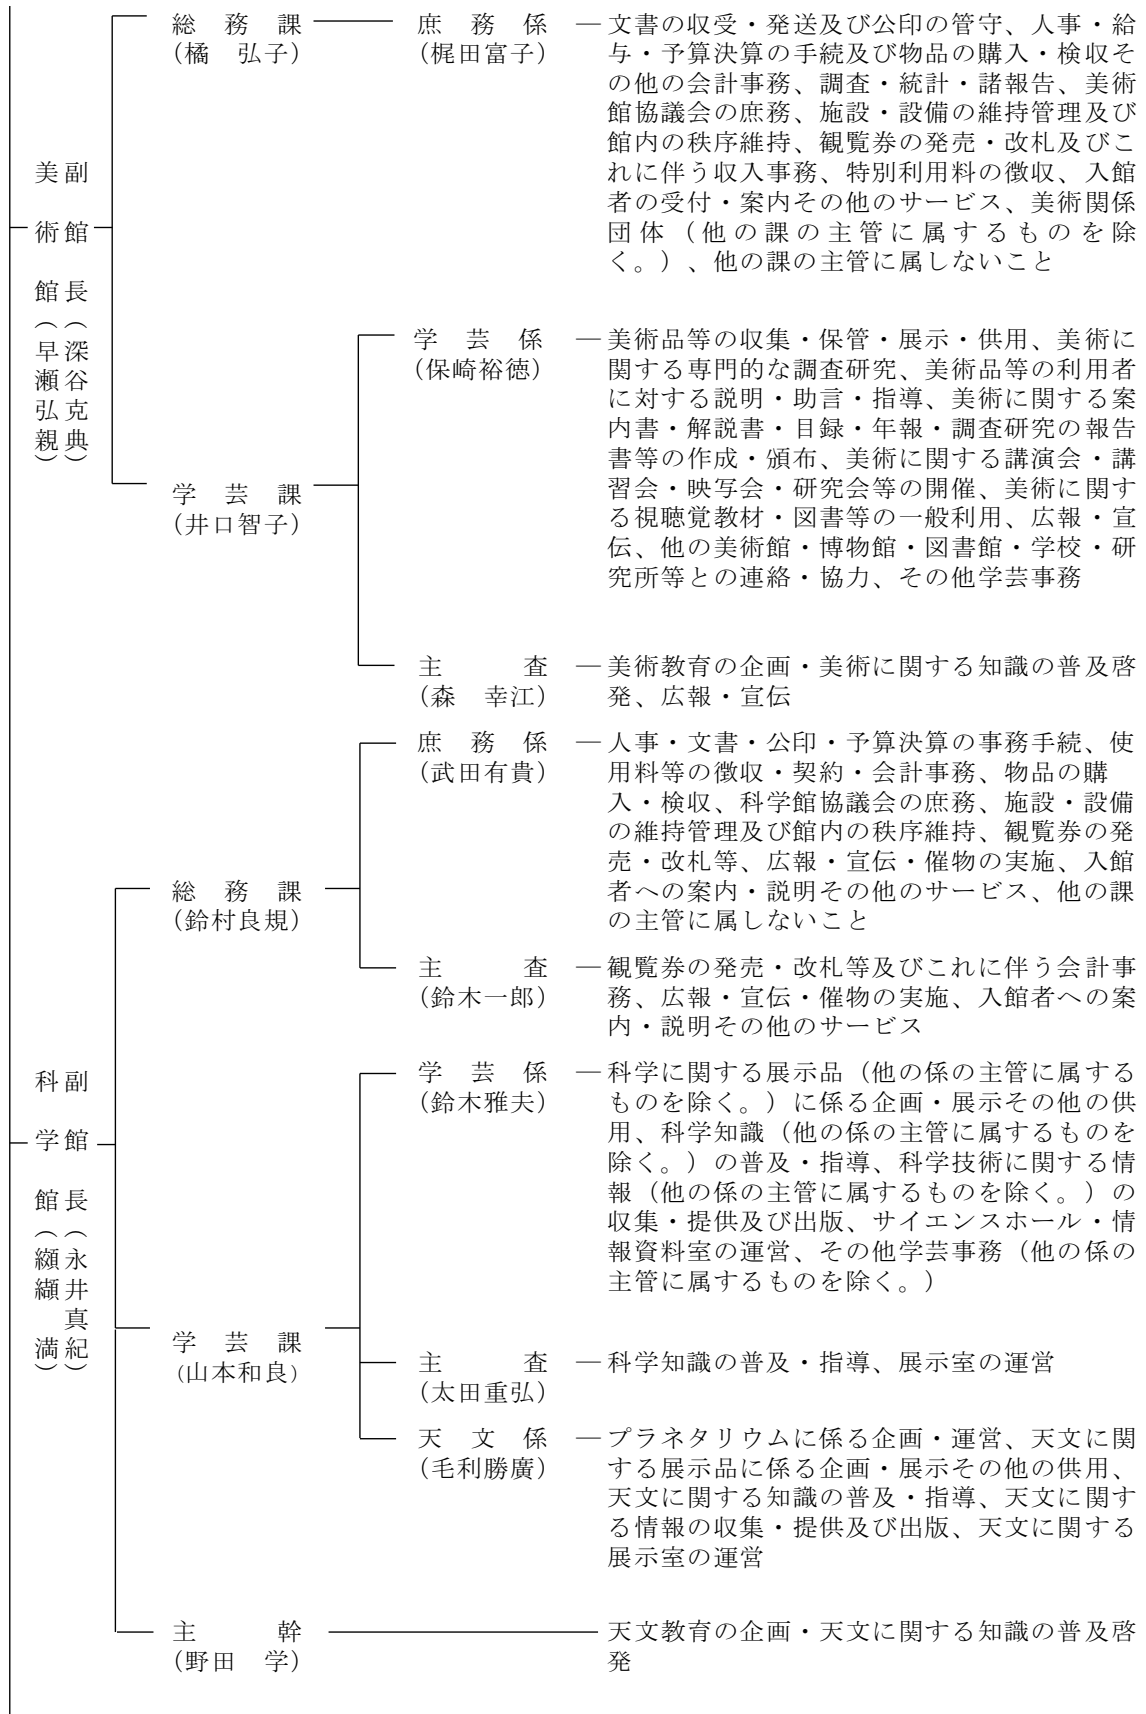 総務課
(橘　弘子)
庶務係
(梶田富子)
文書の収受・発送及び公印の管守、人事・給
与・予算決算の手続及び物品の購入・検収そ
の他の会計事務、調査・統計・諸報告、美術
館協議会の庶務、施設・設備の維持管理及び
館内の秩序維持、観覧券の発売・改札及びこ
れに伴う収入事務、特別利用料の徴収、入館
者の受付・案内その他のサービス、美術関係
団体（他の課の主管に属するものを除
く。）、他の課の主管に属しないこと
美術館（早瀬弘親）
副館長（深谷克典）
学芸課
(井口智子)
学芸係
(保崎裕徳)
美術品等の収集・保管・展示・供用、美術に
関する専門的な調査研究、美術品等の利用者
に対する説明・助言・指導、美術に関する案
内書・解説書・目録・年報・調査研究の報告
書等の作成・頒布、美術に関する講演会・講
習会・映写会・研究会等の開催、美術に関す
る視聴覚教材・図書等の一般利用、広報・宣
伝、他の美術館・博物館・図書館・学校・研
究所等との連絡・協力、その他学芸事務
主査
(森　幸江)
美術教育の企画・美術に関する知識の普及啓
発、広報・宣伝
総務課
(鈴村良規)
庶務係
(武田有貴)
人事・文書・公印・予算決算の事務手続、使
用料等の徴収・契約・会計事務、物品の購
入・検収、科学館協議会の庶務、施設・設備
の維持管理及び館内の秩序維持、観覧券の発
売・改札等、広報・宣伝・催物の実施、入館
者への案内・説明その他のサービス、他の課
の主管に属しないこと
主査
(鈴木一郎)
観覧券の発売・改札等及びこれに伴う会計事
務、広報・宣伝・催物の実施、入館者への案
内・説明その他のサービス
科学館（纐纈　満）
副館長（永井真紀）
学芸課
(山本和良)
学芸係
(鈴木雅夫)
科学に関する展示品（他の係の主管に属する
ものを除く。）に係る企画・展示その他の供
用、科学知識（他の係の主管に属するものを
除く。）の普及・指導、科学技術に関する情
報（他の係の主管に属するものを除く。）の
収集・提供及び出版、サイエンスホール・情
報資料室の運営、その他学芸事務（他の係の
主管に属するものを除く。）
主査
(太田重弘)
科学知識の普及・指導、展示室の運営
天文係
(毛利勝廣)
プラネタリウムに係る企画・運営、天文に関
する展示品に係る企画・展示その他の供用、
天文に関する知識の普及・指導、天文に関す
る情報の収集・提供及び出版、天文に関する
展示室の運営
主幹
(野田　学)
天文教育の企画・天文に関する知識の普及啓
発